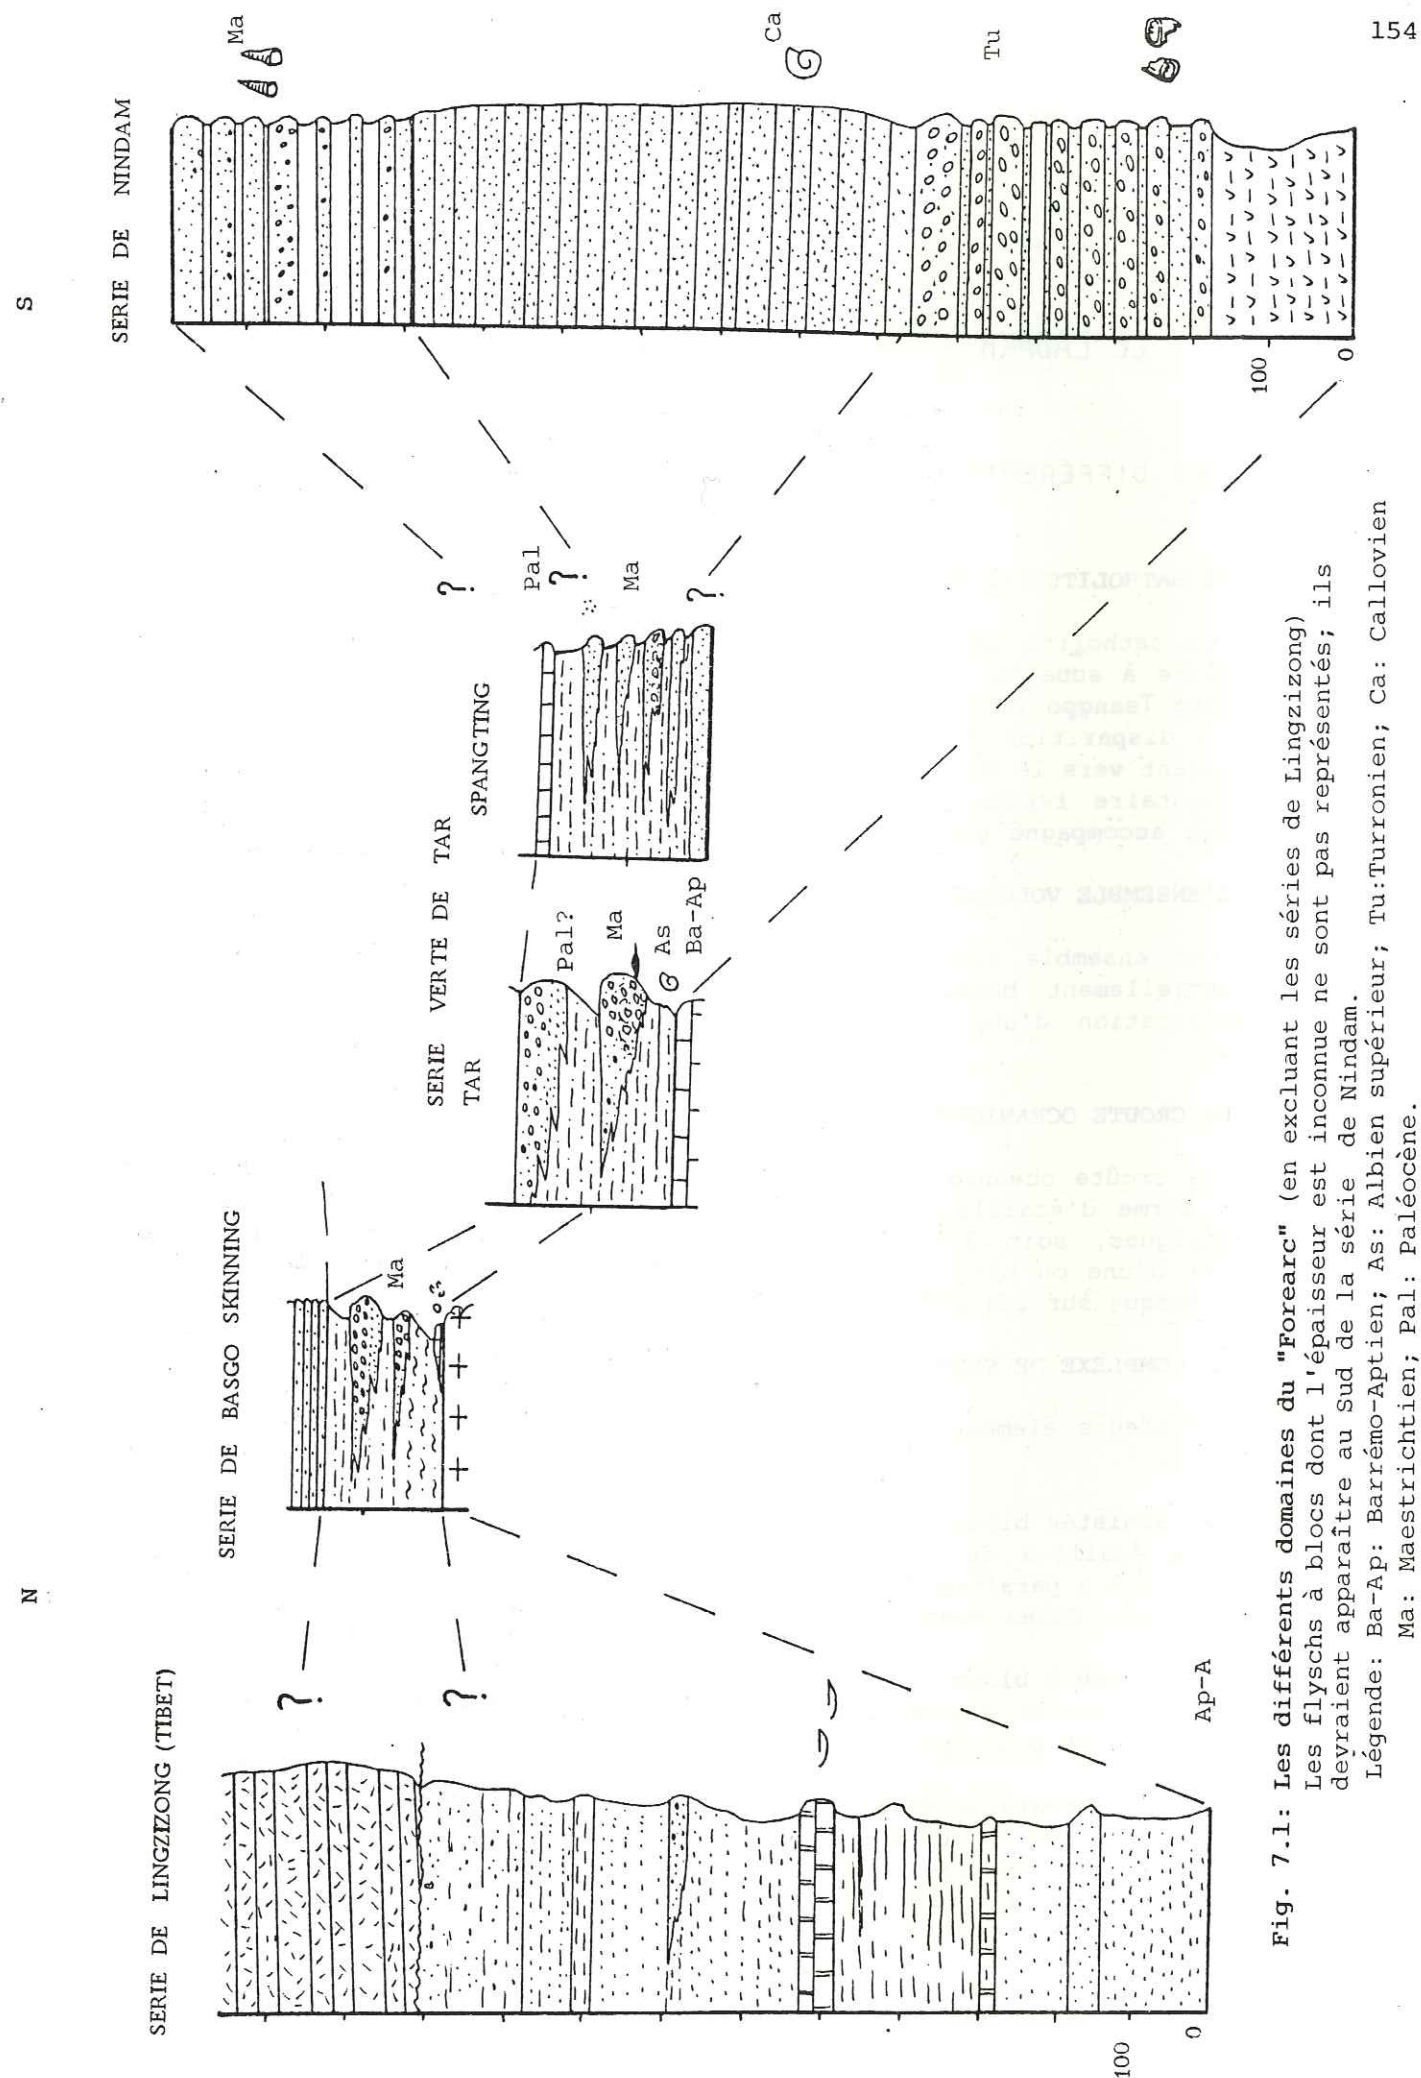 154
N
S
SERIE DE LINGZIZONG (TIBET)
SERIE DE BASGO SKINNING
SERIE VERTE DE TAR
TAR
SPANGTING
SERIE DE NINDAM
?
?
Ap-A
100
0
Ma
Pal?
Ma
As
Ba-Ap
?
Pal
?
Ma
?
Ma
Ca
Tu
100
0
Fig. 7.1: Les différents domaines du "Forearc" (en excluant les séries de Lingzizong)
Les flyschs à blocs dont l'épaisseur est inconnue ne sont pas représentés; ils
devraient apparaître au Sud de la série de Nindam.
Légende: Ba-Ap: Barrémo-Aptien; As: Albien supérieur; Tu:Turronien; Ca: Callovien
Ma: Maestrichtien; Pal: Paléocène.